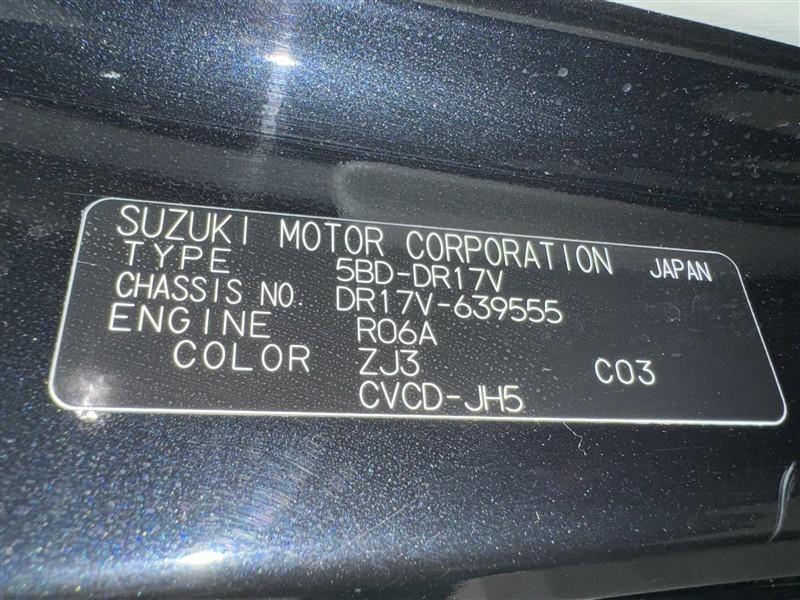 SUZUKI MOTOR CORPORATION JAPAN
TYPE 5BD-DR17V
CHASSIS NO. DR17V-639555
ENGINE R06A
COLOR ZJ3 C03
CVCD-JH5